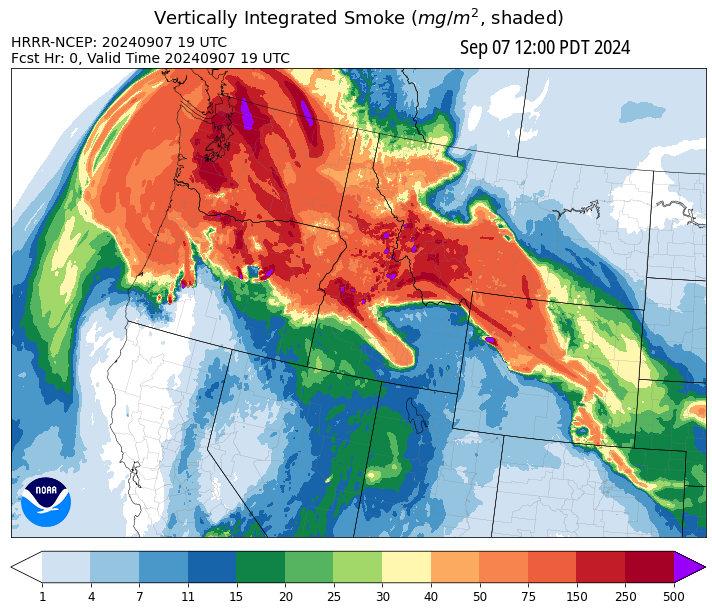 Vertically Integrated Smoke (mg/m², shaded)
HRRR-NCEP: 20240907 19 UTC
Fcst Hr: 0, Valid Time 20240907 19 UTC
Sep 07 12:00 PDT 2024
NOAA
1 4 7 11 15 20 25 30 40 50 75 150 250 500